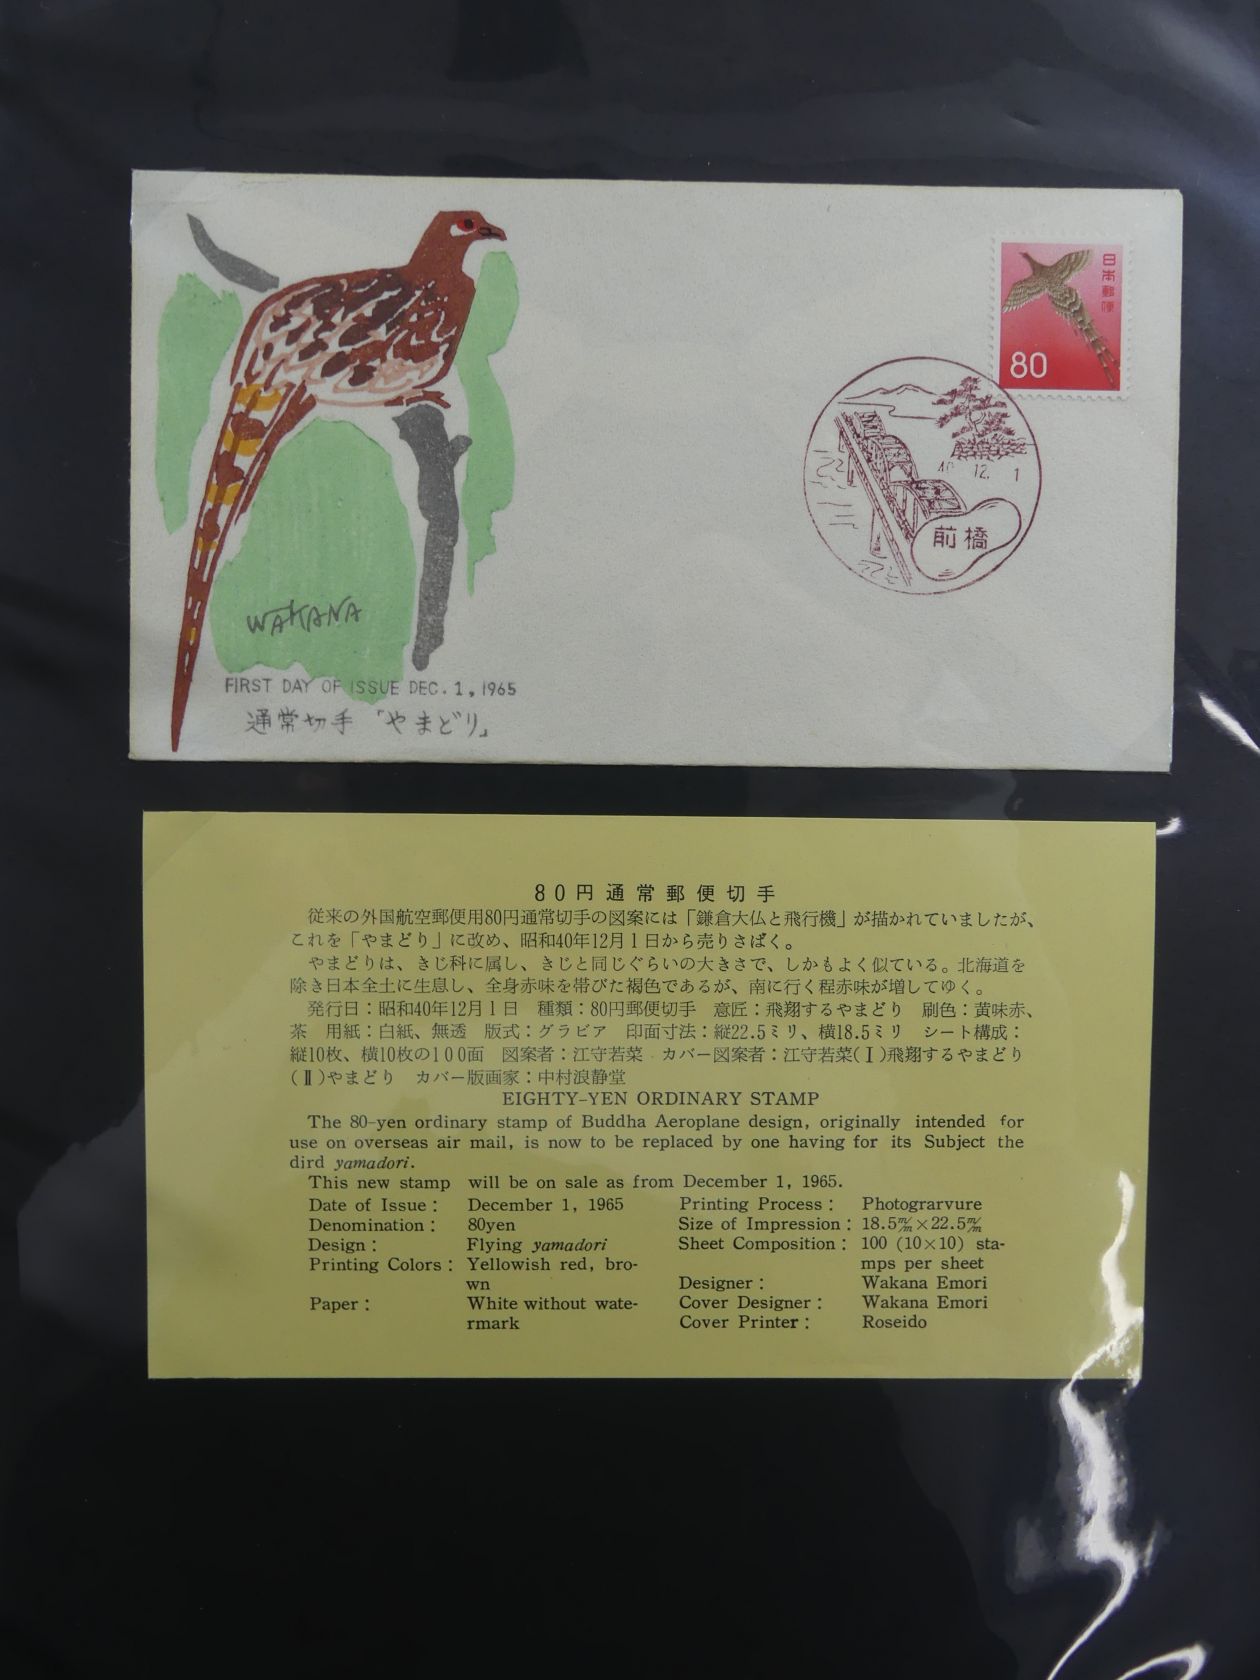 日本郵便
80
40.12.1
前橋
WAKANA
FIRST DAY OF ISSUE DEC. 1, 1965
通常切手「やまどり」
80円通常郵便切手
従来の外国航空郵便用80円通常切手の図案には「鎌倉大仏と飛行機」が描かれていましたが、
これを「やまどり」に改め、昭和40年12月1日から売りさばく。
やまどりは、きじ科に属し、きじと同じぐらいの大きさで、しかもよく似ている。北海道を
除き日本全土に生息し、全身赤味を帯びた褐色であるが、南に行く程赤味が増してゆく。
発行日：昭和40年12月1日 種類：80円郵便切手 意匠：飛翔するやまどり 刷色：黄味赤、
茶 用紙：白紙、無透 版式：グラビア 印面寸法：縦22.5ミリ、横18.5ミリ シート構成：
縦10枚、横10枚の100面 図案者：江守若菜 カバー図案者：江守若菜(Ⅰ)飛翔するやまどり
(Ⅱ)やまどり カバー版画家：中村浪静堂
EIGHTY-YEN ORDINARY STAMP
The 80-yen ordinary stamp of Buddha Aeroplane design, originally intended for
use on overseas air mail, is now to be replaced by one having for its Subject the
dird yamadori.
This new stamp will be on sale as from December 1, 1965.
Date of Issue: December 1, 1965
Denomination: 80yen
Design: Flying yamadori
Printing Colors: Yellowish red, bro-
wn
Paper: White without wate-
rmark
Printing Process: Photograrvure
Size of Impression: 18.5m/m×22.5m/m
Sheet Composition: 100 (10×10) sta-
mps per sheet
Designer: Wakana Emori
Cover Designer: Wakana Emori
Cover Printer: Roseido